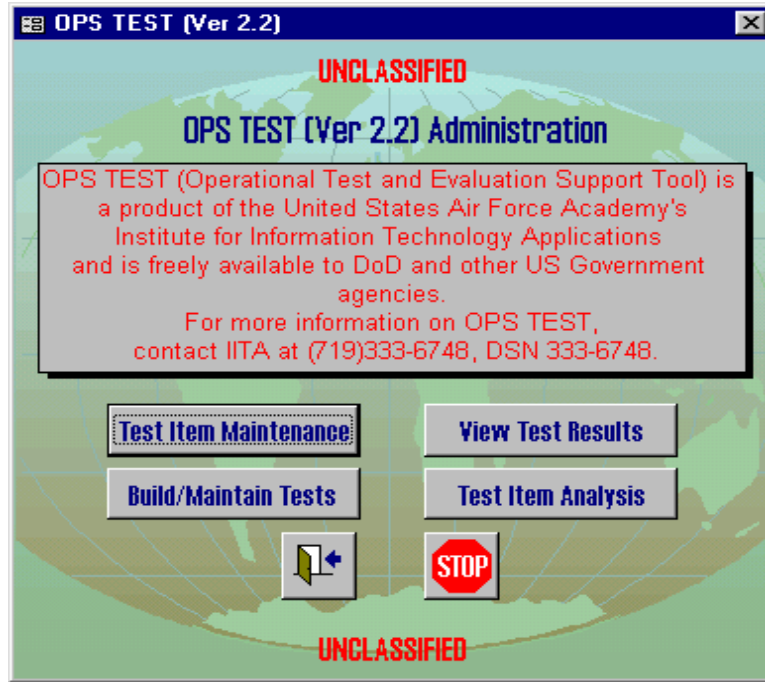 OPS TEST (Ver 2.2)
UNCLASSIFIED
OPS TEST (Ver 2.2) Administration
OPS TEST (Operational Test and Evaluation Support Tool) is
a product of the United States Air Force Academy's
Institute for Information Technology Applications
and is freely available to DoD and other US Government
agencies.
For more information on OPS TEST,
contact IITA at (719)333-6748, DSN 333-6748.
Test Item Maintenance
View Test Results
Build/Maintain Tests
Test Item Analysis
STOP
UNCLASSIFIED